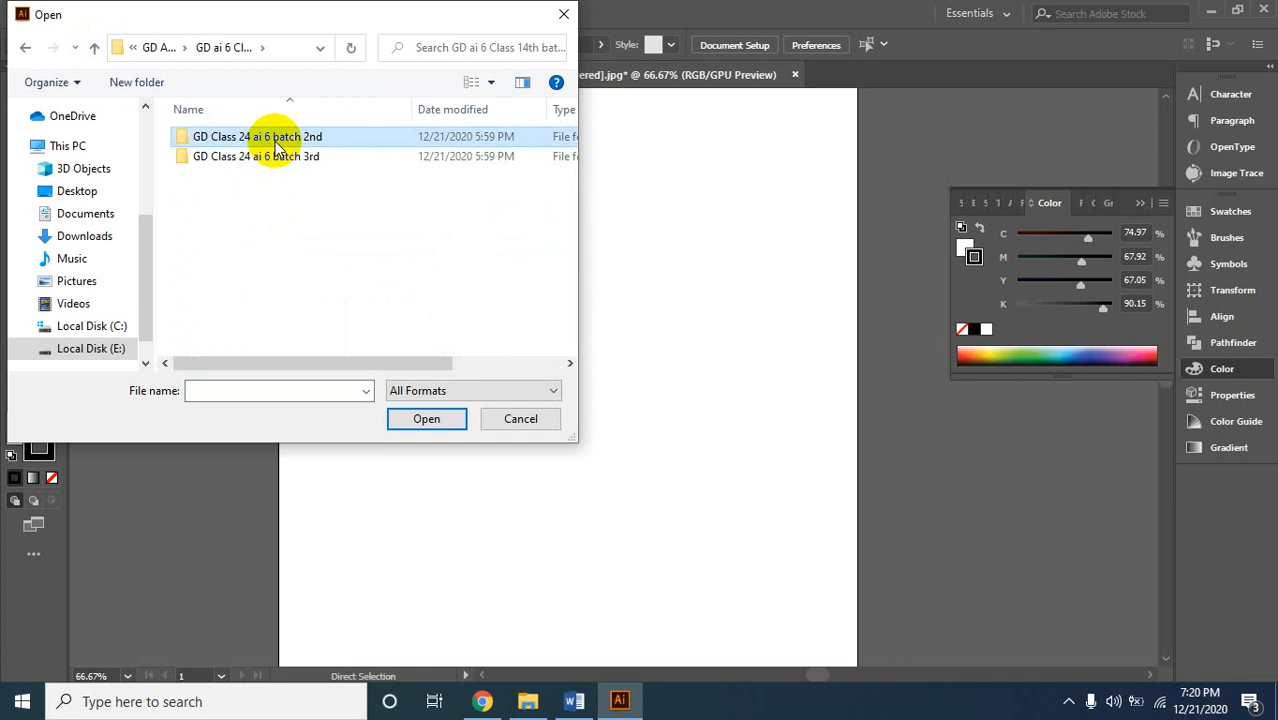 Open
Essentials
Search Adobe Stock
GD A...
GD ai 6 Cl...
Search GD ai 6 Class 14th bat...
Style:
Document Setup
Preferences
Organize
New folder
ered].jpg* @ 66.67% (RGB/GPU Preview)
Name
Date modified
Type
OneDrive
GD Class 24 ai 6 batch 2nd
12/21/2020 5:59 PM
File fo
This PC
GD Class 24 ai 6 batch 3rd
12/21/2020 5:59 PM
File fo
3D Objects
Desktop
Documents
Downloads
Music
Pictures
Videos
Local Disk (C:)
Local Disk (E:)
File name:
All Formats
Open
Cancel
Color
Gr
C
74.97
%
M
67.92
%
Y
67.05
%
K
90.15
%
Character
Paragraph
OpenType
Image Trace
Swatches
Brushes
Symbols
Transform
Align
Pathfinder
Color
Properties
Color Guide
Gradient
66.67%
1
Direct Selection
Type here to search
Ai
7:20 PM
12/21/2020
3